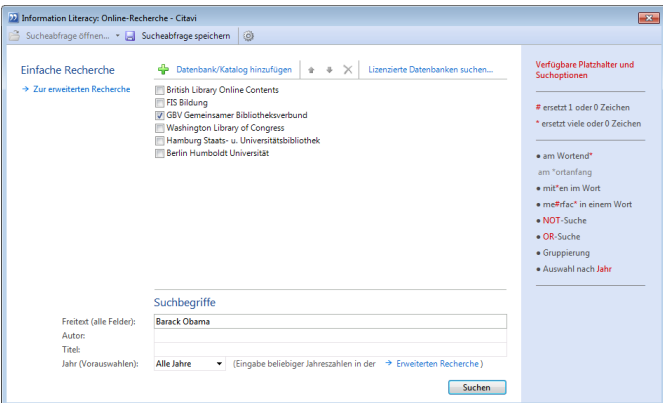 Information Literacy: Online-Recherche - Citavi
Sucheabfrage öffnen... Sucheabfrage speichern
Einfache Recherche
→ Zur erweiterten Recherche
Datenbank/Katalog hinzufügen Lizenzierte Datenbanken suchen...
British Library Online Contents
FIS Bildung
GBV Gemeinsamer Bibliotheksverbund
Washington Library of Congress
Hamburg Staats- u. Universitätsbibliothek
Berlin Humboldt Universität
Suchbegriffe
Freitext (alle Felder): Barack Obama
Autor:
Titel:
Jahr (Vorauswahlen): Alle Jahre (Eingabe beliebiger Jahreszahlen in der → Erweiterten Recherche)
Suchen
Verfügbare Platzhalter und
Suchoptionen
# ersetzt 1 oder 0 Zeichen
* ersetzt viele oder 0 Zeichen
• am Wortend*
am *ortanfang
• mit*en im Wort
• me#rfac* in einem Wort
• NOT-Suche
• OR-Suche
• Gruppierung
• Auswahl nach Jahr